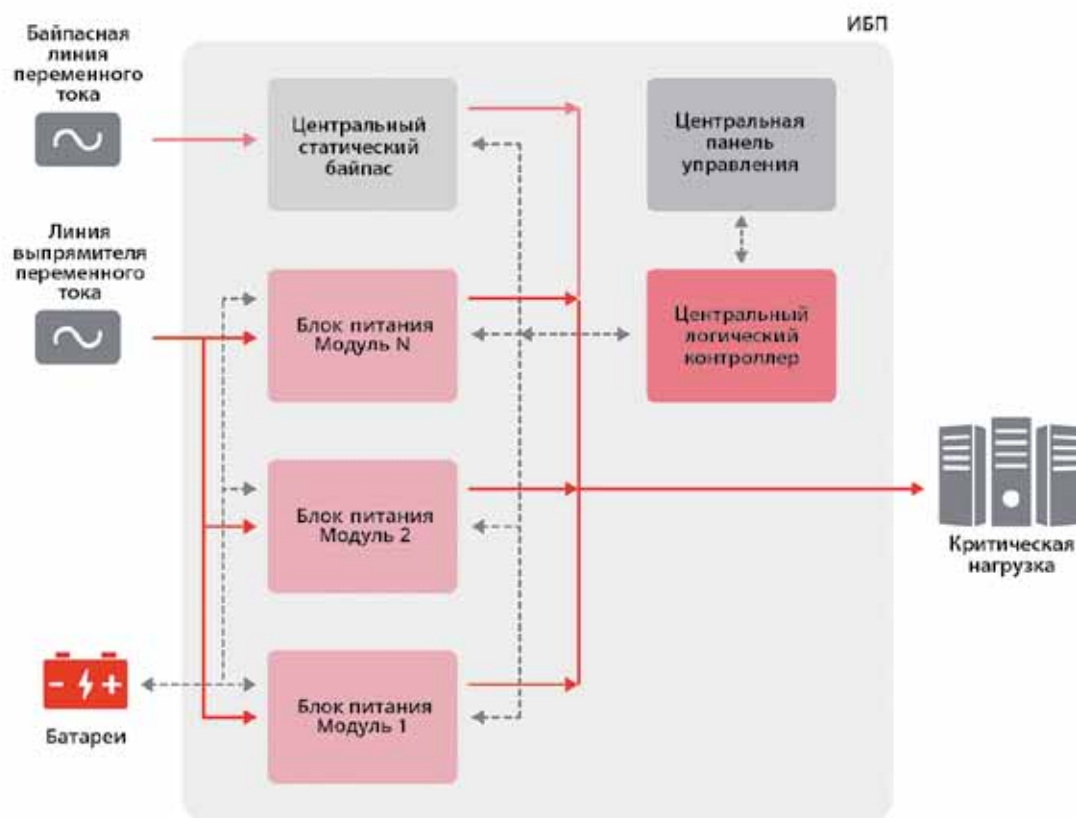 ИБП
Байпасная
линия
переменного
тока
Центральный
статический
байпас
Центральная
панель
управления
Линия
выпрямителя
переменного
тока
Блок питания
Модуль N
Центральный
логический
контроллер
Блок питания
Модуль 2
Критическая
нагрузка
Блок питания
Модуль 1
Батареи